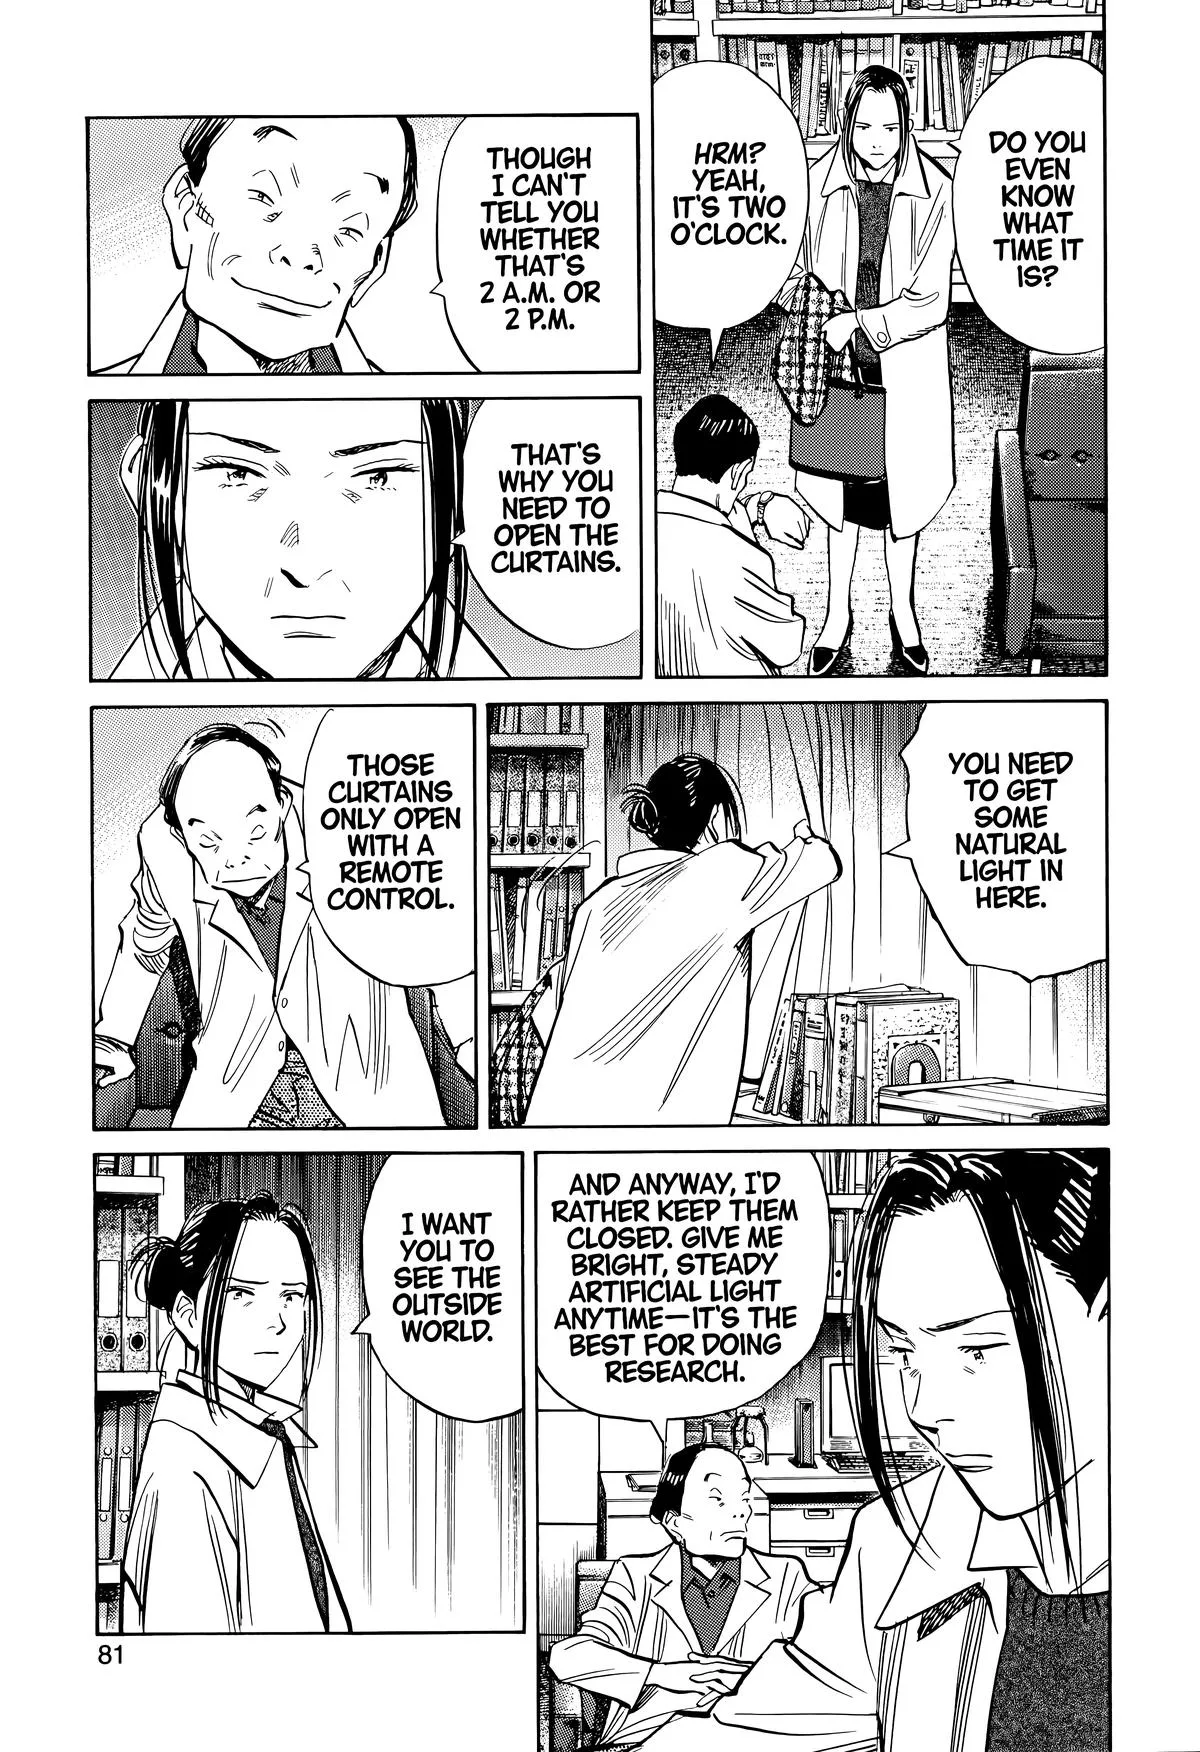 DO YOU
EVEN
KNOW
WHAT
TIME IT
IS?
HRM?
YEAH,
IT'S TWO
O'CLOCK.
THOUGH
I CAN'T
TELL YOU
WHETHER
THAT'S
2 A.M. OR
2 P.M.
THAT'S
WHY YOU
NEED TO
OPEN THE
CURTAINS.
YOU NEED
TO GET
SOME
NATURAL
LIGHT IN
HERE.
THOSE
CURTAINS
ONLY OPEN
WITH A
REMOTE
CONTROL.
AND ANYWAY, I'D
RATHER KEEP THEM
CLOSED. GIVE ME
BRIGHT, STEADY
ARTIFICIAL LIGHT
ANYTIME—IT'S THE
BEST FOR DOING
RESEARCH.
I WANT
YOU TO
SEE THE
OUTSIDE
WORLD.
81